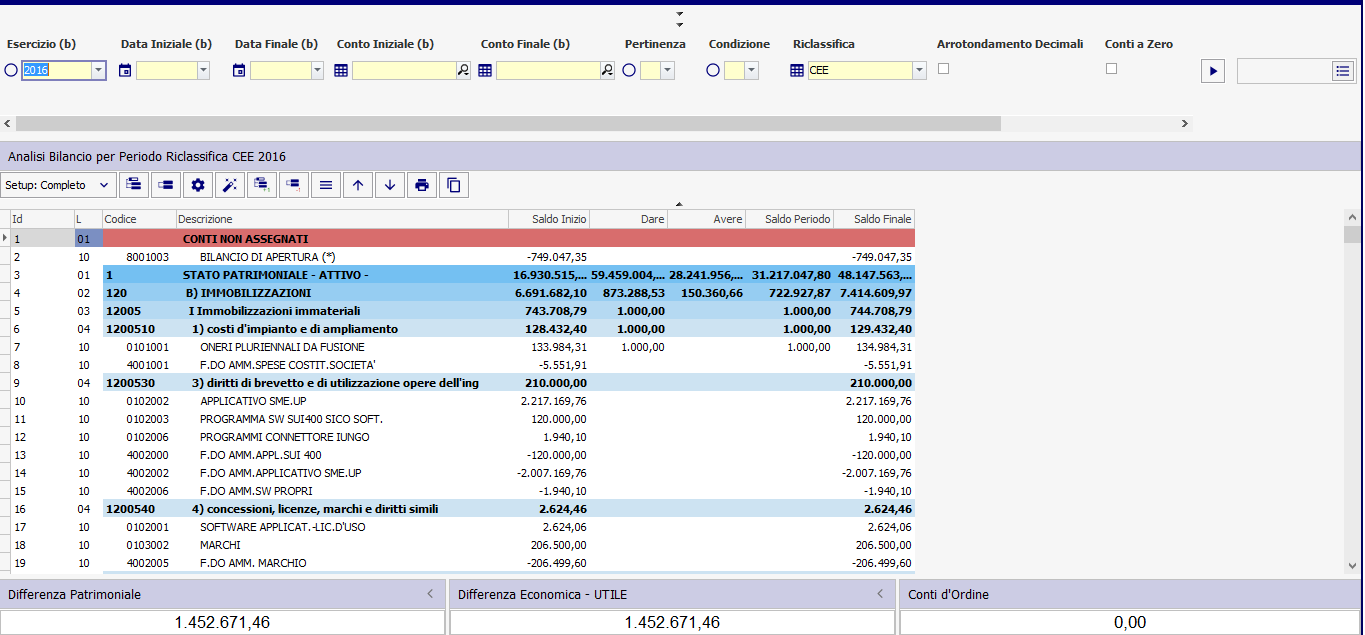 Esercizio (b) Data Iniziale (b) Data Finale (b) Conto Iniziale (b) Conto Finale (b) Pertinenza Condizione Riclassifica Arrotondamento Decimali Conti a Zero
2016 CEE
Analisi Bilancio per Periodo Riclassifica CEE 2016
Setup: Completo
Id L Codice Descrizione Saldo Inizio Dare Avere Saldo Periodo Saldo Finale
1 01 CONTI NON ASSEGNATI
2 10 8001003 BILANCIO DI APERTURA (*) -749.047,35 -749.047,35
3 01 1 STATO PATRIMONIALE - ATTIVO - 16.930.515,... 59.459.004,... 28.241.956,... 31.217.047,80 48.147.563,...
4 02 120 B) IMMOBILIZZAZIONI 6.691.682,10 873.288,53 150.360,66 722.927,87 7.414.609,97
5 03 12005 I Immobilizzazioni immateriali 743.708,79 1.000,00 1.000,00 744.708,79
6 04 1200510 1) costi d'impianto e di ampliamento 128.432,40 1.000,00 1.000,00 129.432,40
7 10 0101001 ONERI PLURIENNALI DA FUSIONE 133.984,31 1.000,00 1.000,00 134.984,31
8 10 4001001 F.DO AMM.SPESE COSTIT.SOCIETA' -5.551,91 -5.551,91
9 04 1200530 3) diritti di brevetto e di utilizzazione opere dell'ing 210.000,00 210.000,00
10 10 0102002 APPLICATIVO SME.UP 2.217.169,76 2.217.169,76
11 10 0102003 PROGRAMMA SW SUI400 SICO SOFT. 120.000,00 120.000,00
12 10 0102006 PROGRAMMI CONNETTORE IUNGO 1.940,10 1.940,10
13 10 4002000 F.DO AMM.APPL.SUI 400 -120.000,00 -120.000,00
14 10 4002002 F.DO AMM.APPLICATIVO SME.UP -2.007.169,76 -2.007.169,76
15 10 4002006 F.DO AMM.SW PROPRI -1.940,10 -1.940,10
16 04 1200540 4) concessioni, licenze, marchi e diritti simili 2.624,46 2.624,46
17 10 0102001 SOFTWARE APPLICAT.-LIC.D'USO 2.624,06 2.624,06
18 10 0103002 MARCHI 206.500,00 206.500,00
19 10 4002005 F.DO AMM. MARCHIO -206.499,60 -206.499,60
Differenza Patrimoniale Differenza Economica - UTILE Conti d'Ordine
1.452.671,46 1.452.671,46 0,00